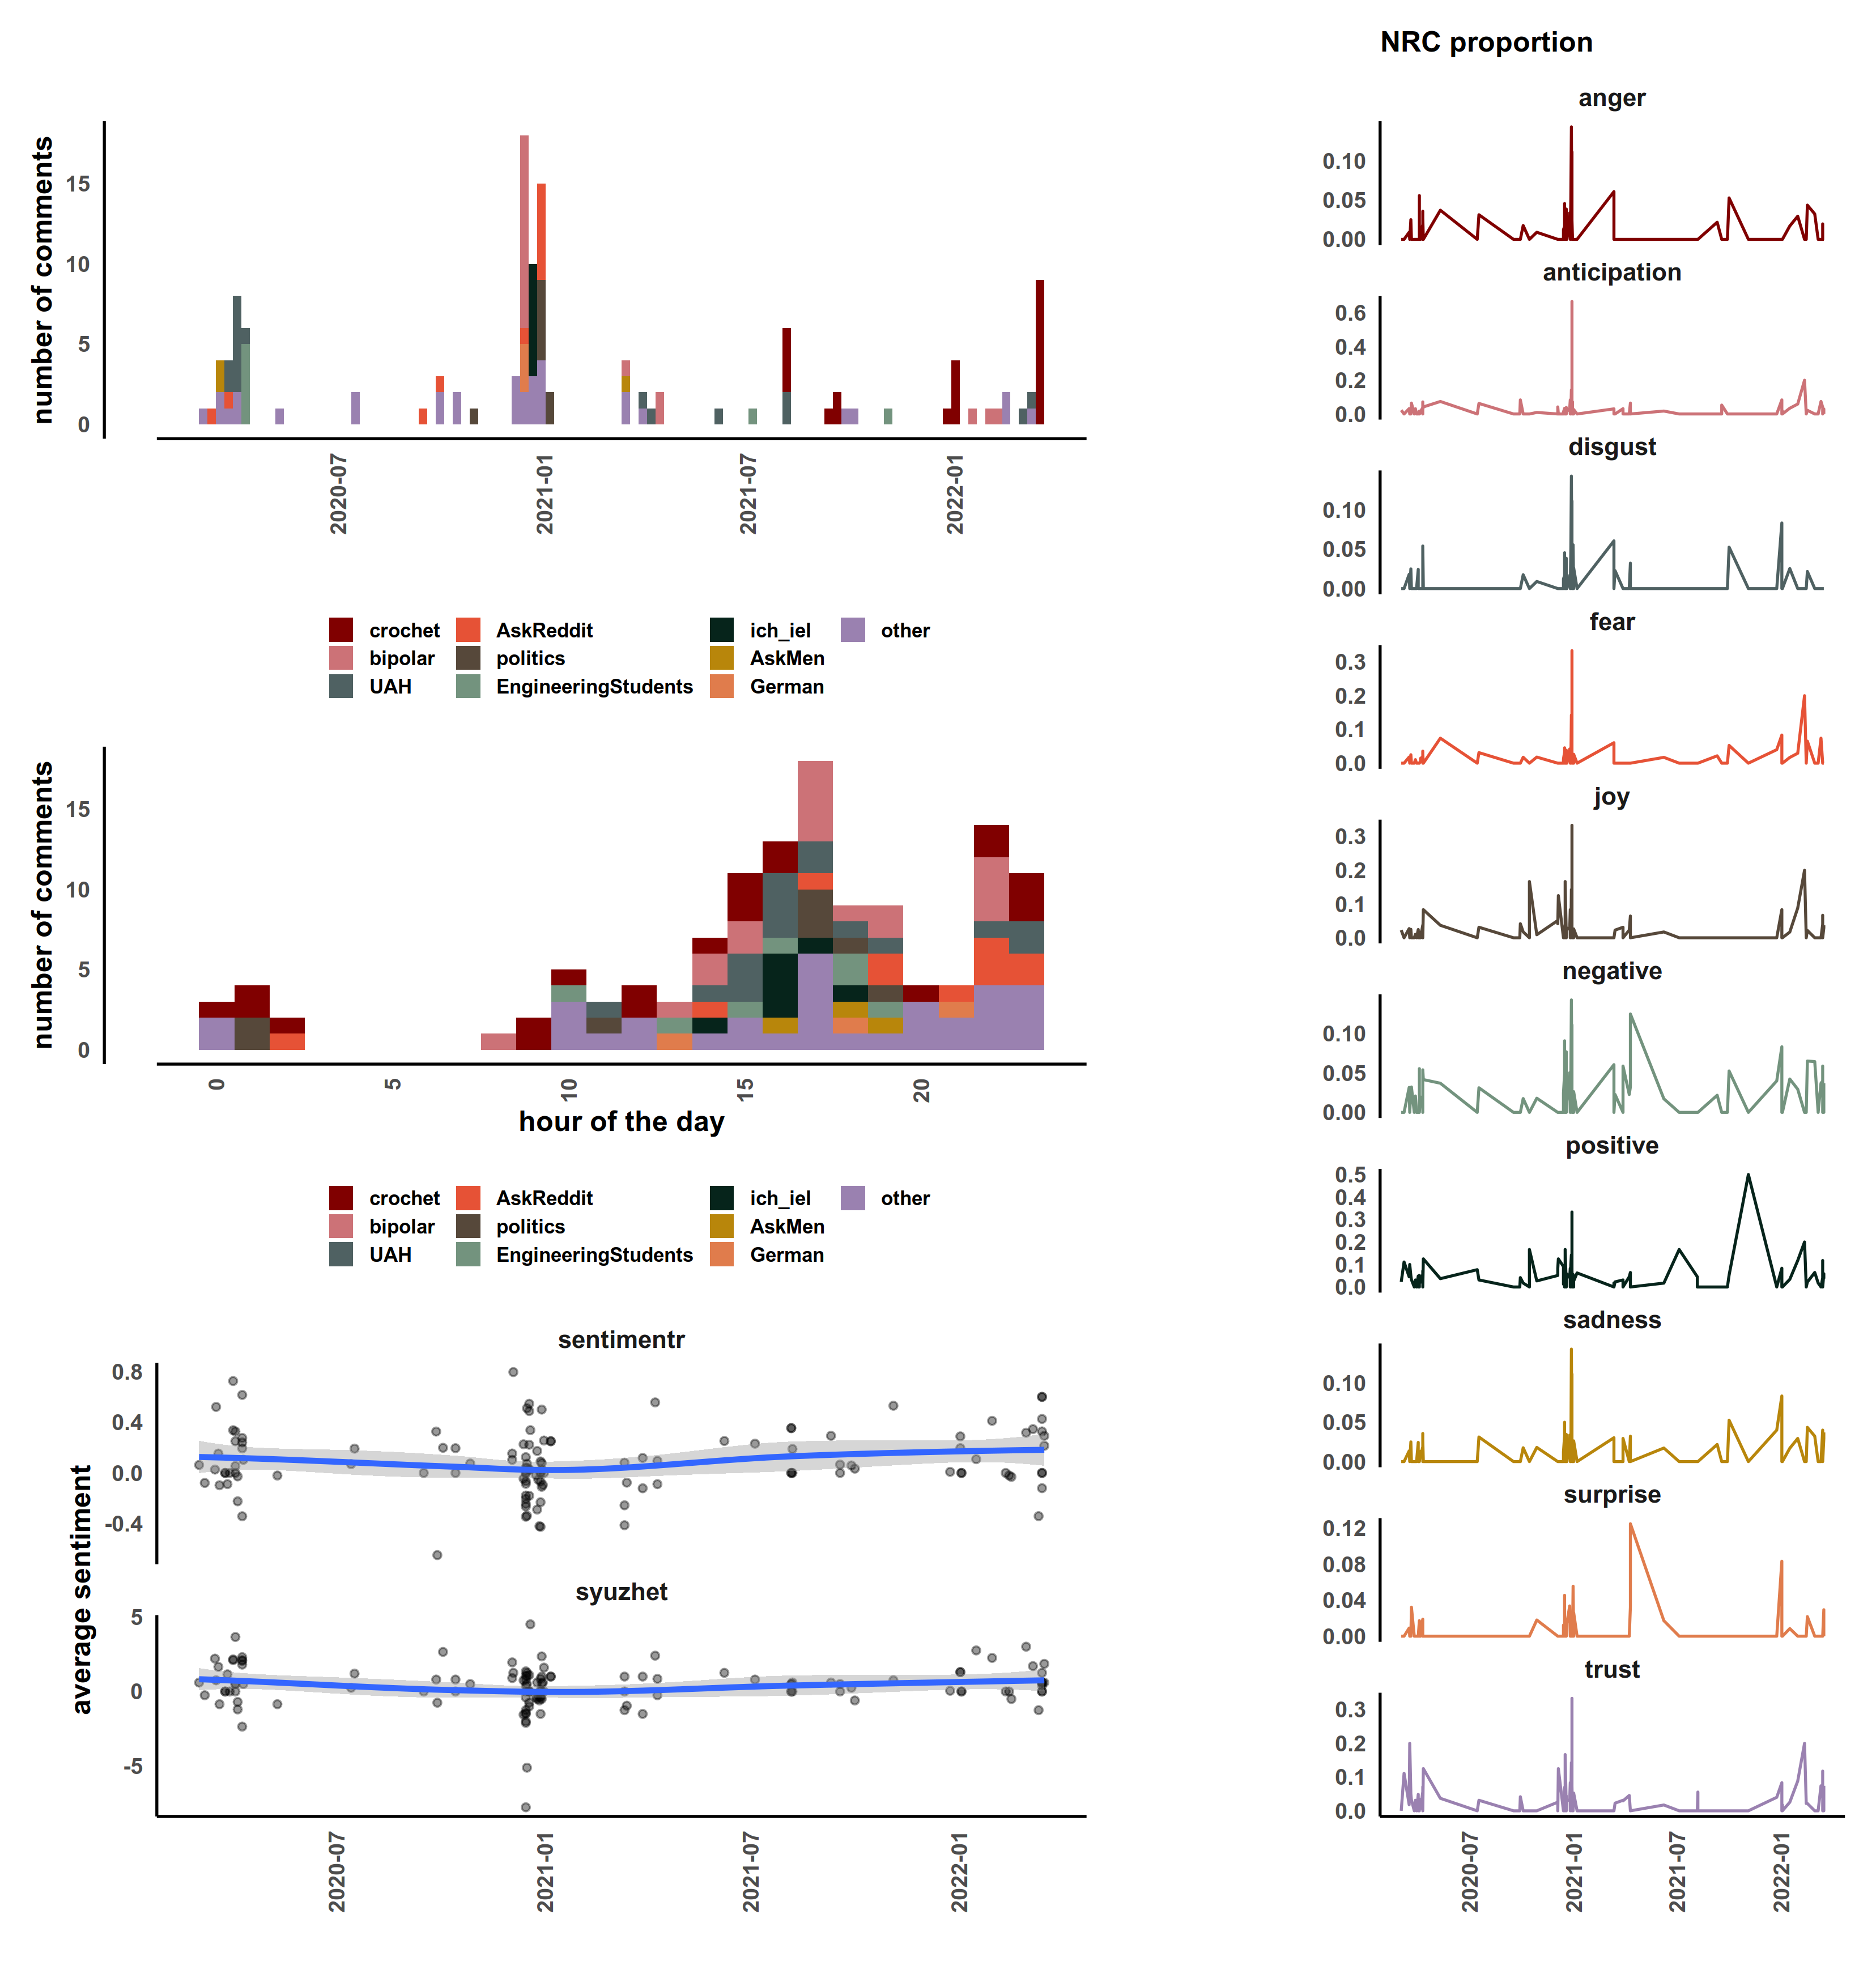 number of comments
15
10
5
0
2020-07
2021-01
2021-07
2022-01
crochet AskReddit ich_iel other
bipolar politics AskMen
UAH EngineeringStudents German
number of comments
15
10
5
0
0 5 10 15 20
hour of the day
crochet AskReddit ich_iel other
bipolar politics AskMen
UAH EngineeringStudents German
average sentiment
sentimentr
0.8
0.4
0.0
-0.4
syuzhet
5
0
-5
2020-07
2021-01
2021-07
2022-01
NRC proportion
anger
0.10
0.05
0.00
anticipation
0.6
0.4
0.2
0.0
disgust
0.10
0.05
0.00
fear
0.3
0.2
0.1
0.0
joy
0.3
0.2
0.1
0.0
negative
0.10
0.05
0.00
positive
0.5
0.4
0.3
0.2
0.1
0.0
sadness
0.10
0.05
0.00
surprise
0.12
0.08
0.04
0.00
trust
0.3
0.2
0.1
0.0
2020-07
2021-01
2021-07
2022-01